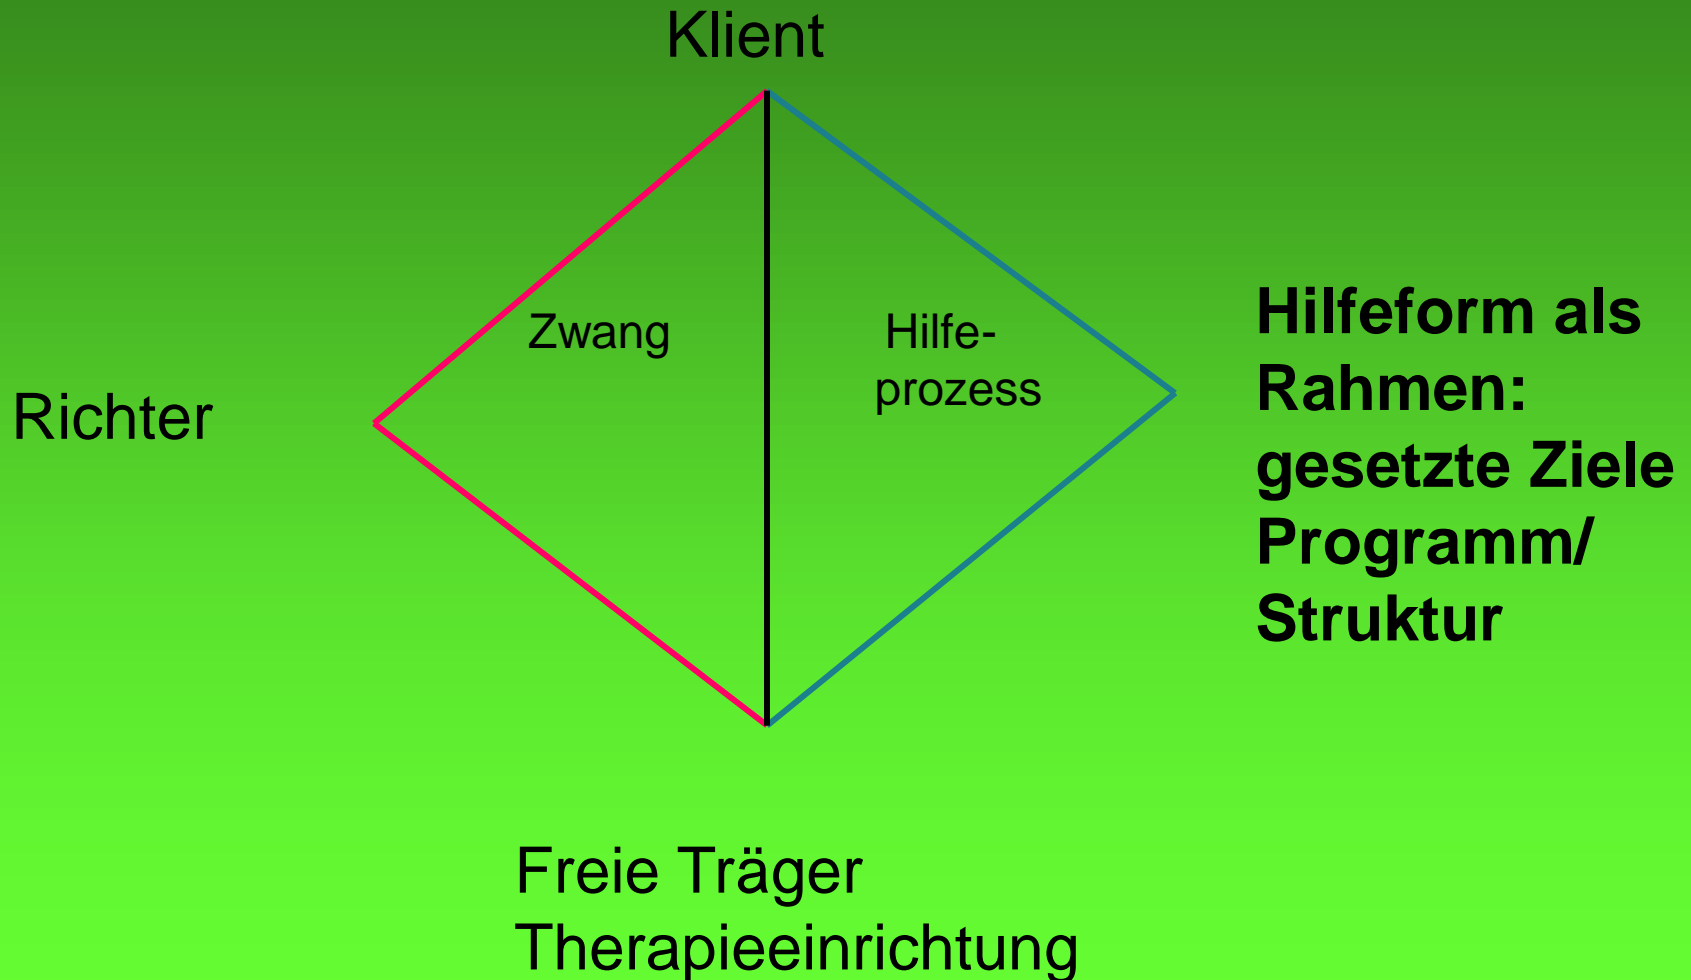 Klient
Zwang
Hilfe-
prozess
Richter
Hilfeform als
Rahmen:
gesetzte Ziele
Programm/
Struktur
Freie Träger
Therapieeinrichtung